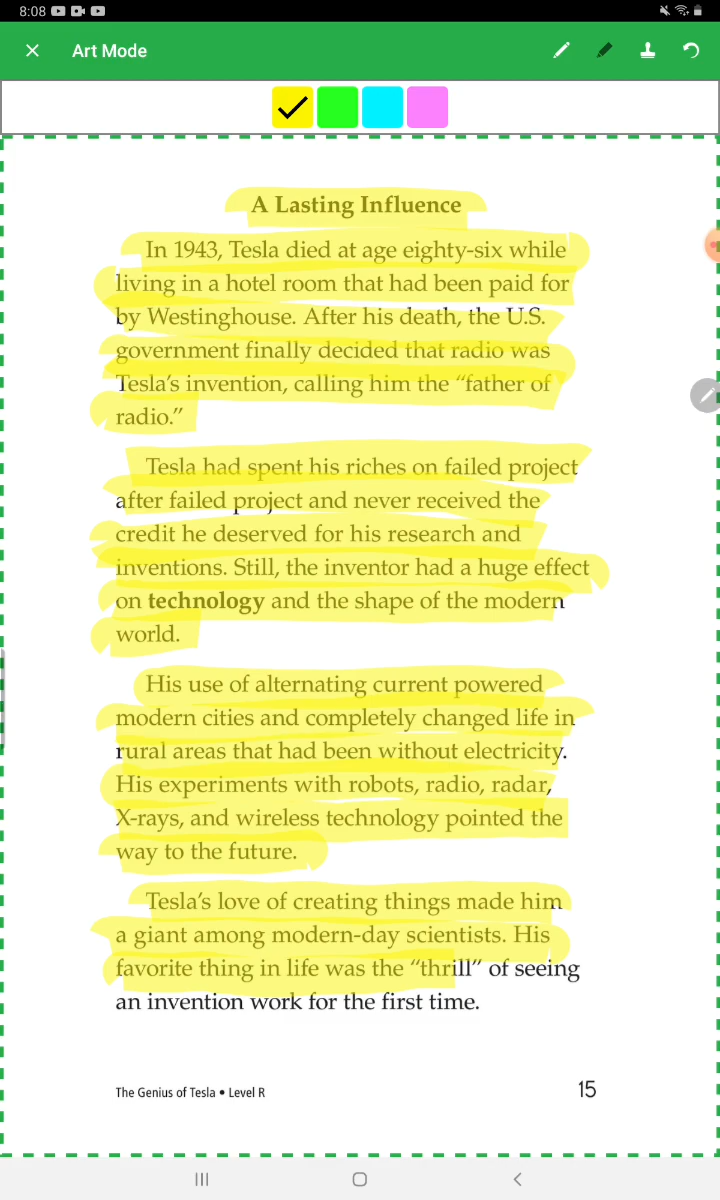 8:08
Art Mode
A Lasting Influence
In 1943, Tesla died at age eighty-six while
living in a hotel room that had been paid for
by Westinghouse. After his death, the U.S.
government finally decided that radio was
Tesla's invention, calling him the “father of
radio.”
Tesla had spent his riches on failed project
after failed project and never received the
credit he deserved for his research and
inventions. Still, the inventor had a huge effect
on technology and the shape of the modern
world.
His use of alternating current powered
modern cities and completely changed life in
rural areas that had been without electricity.
His experiments with robots, radio, radar,
X-rays, and wireless technology pointed the
way to the future.
Tesla's love of creating things made him
a giant among modern-day scientists. His
favorite thing in life was the “thrill” of seeing
an invention work for the first time.
The Genius of Tesla • Level R
15